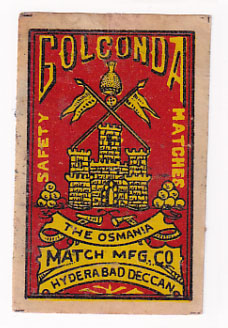 GOLCONDA
SAFETY
MATCHES
THE OSMANIA
MATCH MFG. CO
HYDERABAD DECCAN.